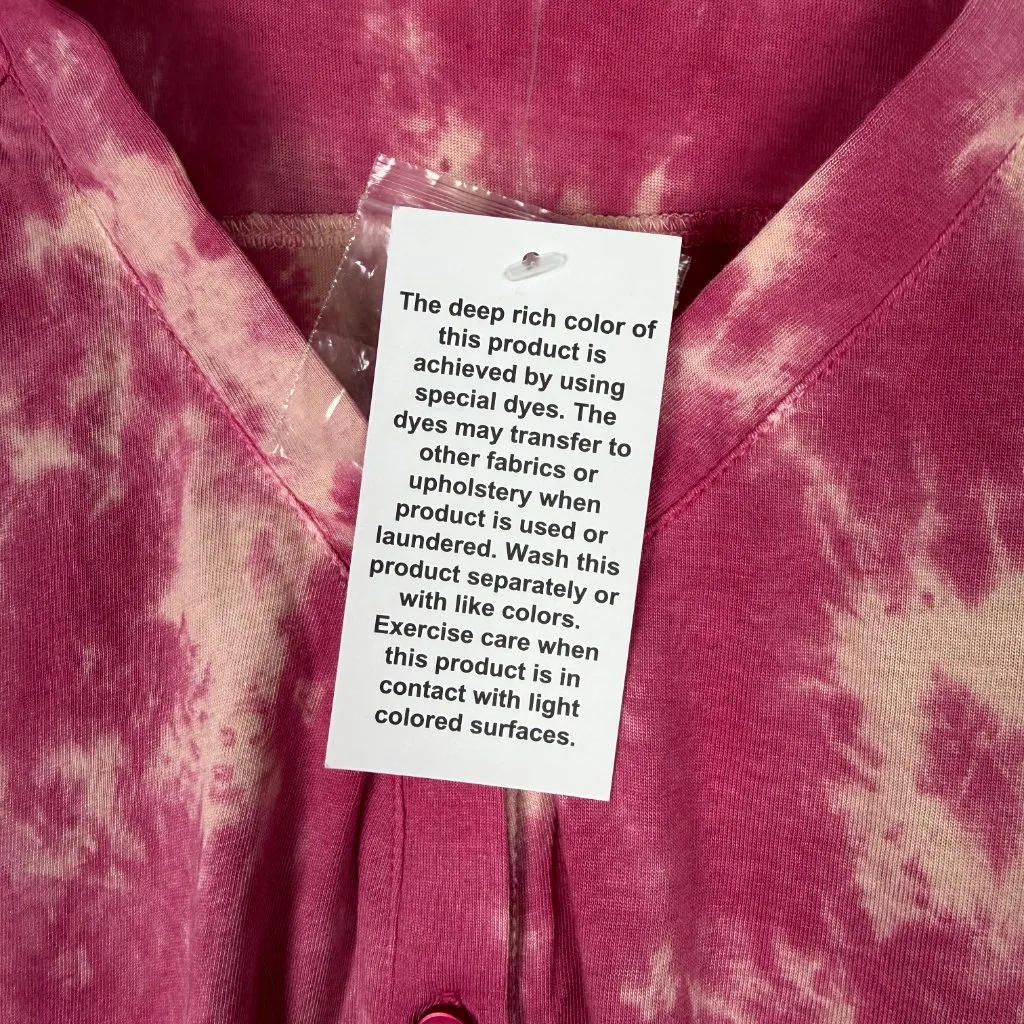 The deep rich color of
this product is
achieved by using
special dyes. The
dyes may transfer to
other fabrics or
upholstery when
product is used or
laundered. Wash this
product separately or
with like colors.
Exercise care when
this product is in
contact with light
colored surfaces.